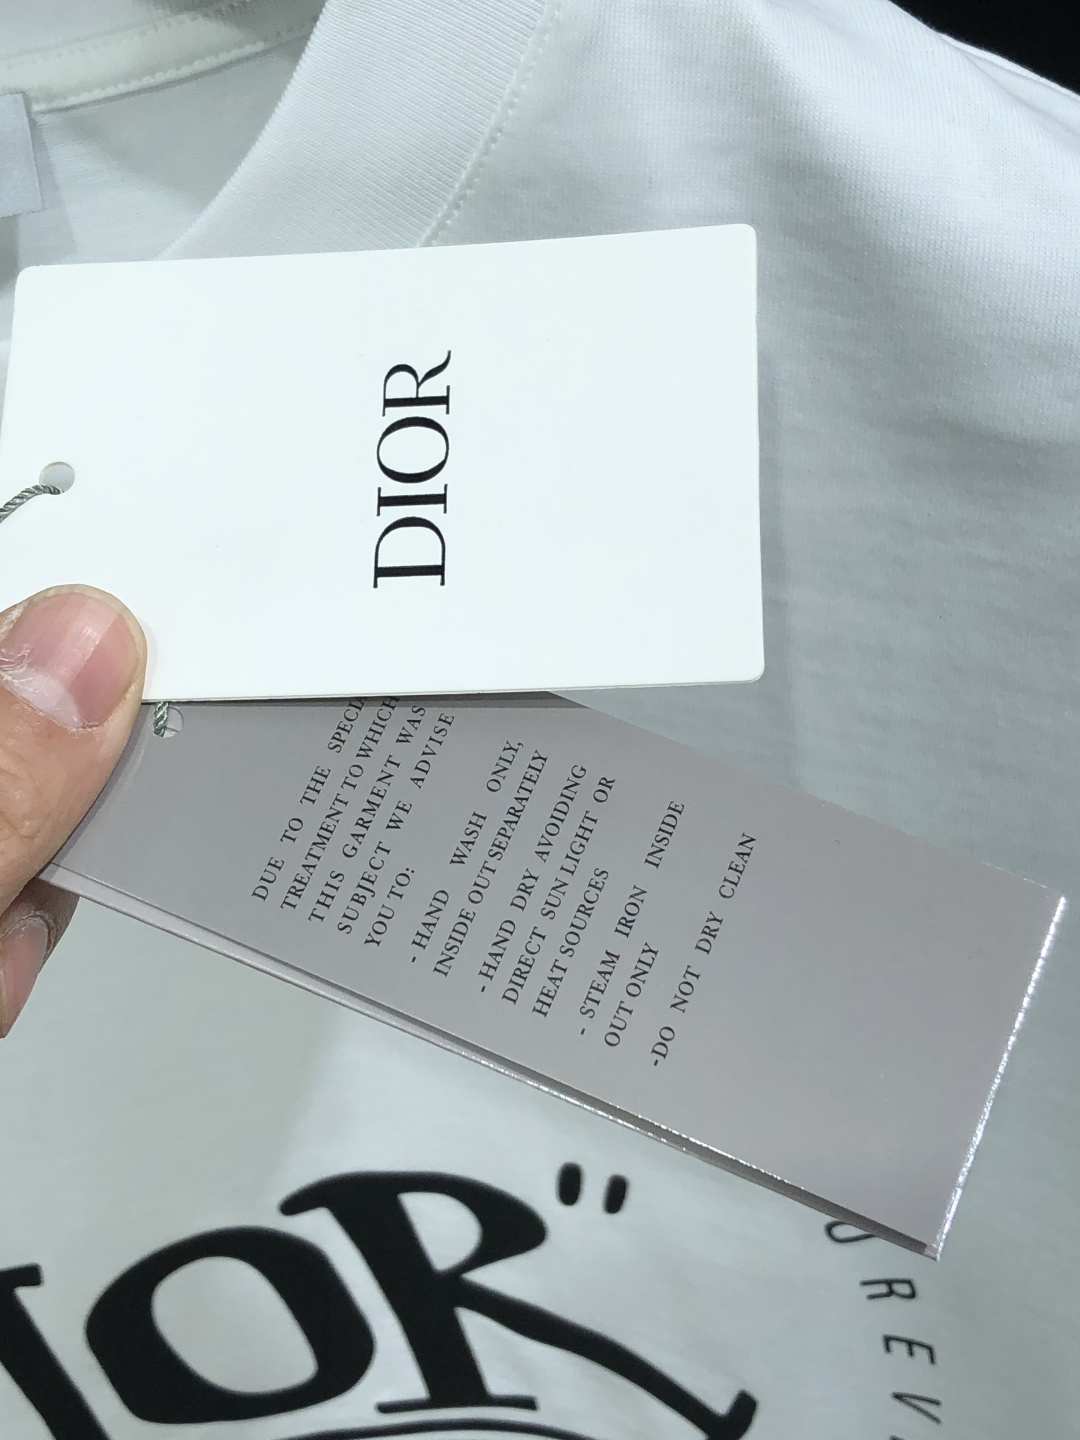 DIOR
DUE TO THE
TREATMENT TO WHICH
THIS GARMENT WAS
SUBJECT WE ADVISE
YOU TO:
- HAND WASH ONLY,
INSIDE OUT SEPARATELY
- HAND DRY AVOIDING
DIRECT SUN LIGHT OR
HEAT SOURCES
- STEAM IRON INSIDE
OUT ONLY
-DO NOT DRY CLEAN
IOR"